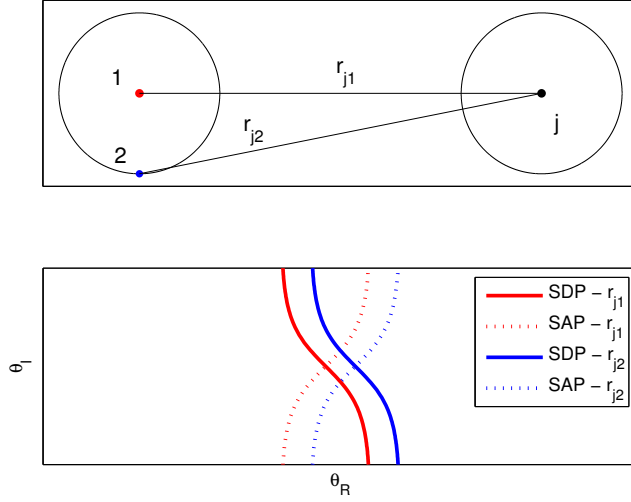 1
r_j1
r_j2
j
2
θ_I
θ_R
SDP − r_j1
SAP − r_j1
SDP − r_j2
SAP − r_j2